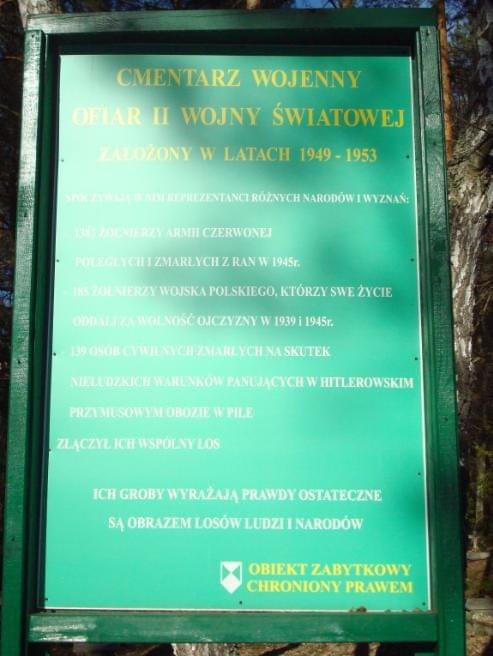 CMENTARZ WOJENNY
OFIAR II WOJNY ŚWIATOWEJ
ZAŁOŻONY W LATACH 1949 - 1953
SPOCZYWAJĄ W NIM REPREZENTANCI RÓŻNYCH NARODÓW I WYZNAŃ:
1387 ŻOŁNIERZY ARMII CZERWONEJ
POLEGŁYCH I ZMARŁYCH Z RAN W 1945r.
- 185 ŻOŁNIERZY WOJSKA POLSKIEGO, KTÓRZY SWE ŻYCIE
ODDALI ZA WOLNOŚĆ OJCZYZNY W 1939 i 1945r.
- 139 OSÓB CYWILNYCH ZMARŁYCH NA SKUTEK
NIELUDZKICH WARUNKÓW PANUJĄCYCH W HITLEROWSKIM
PRZYMUSOWYM OBOZIE W PILE
ZŁĄCZYŁ ICH WSPÓLNY LOS
ICH GROBY WYRAŻAJĄ PRAWDY OSTATECZNE
SĄ OBRAZEM LOSÓW LUDZI I NARODÓW
OBIEKT ZABYTKOWY
CHRONIONY PRAWEM